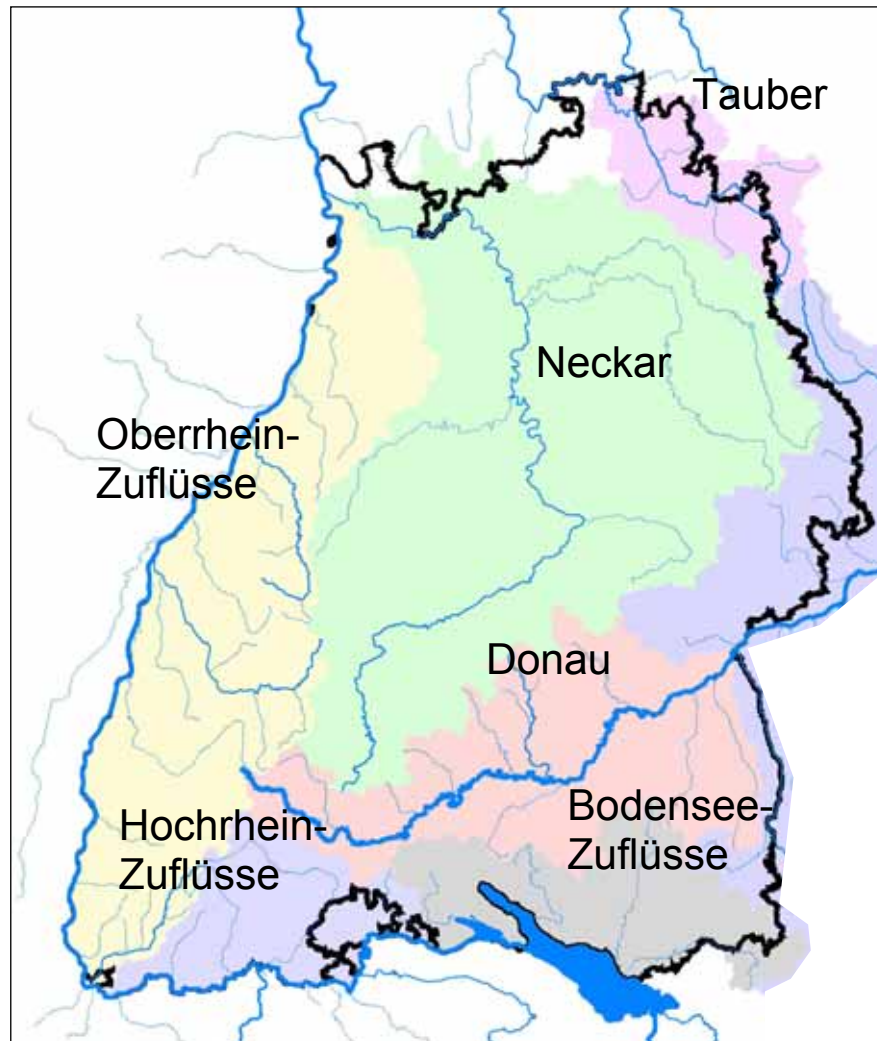 Tauber
Neckar
Oberrhein-
Zuflüsse
Donau
Hochrhein-
Zuflüsse
Bodensee-
Zuflüsse